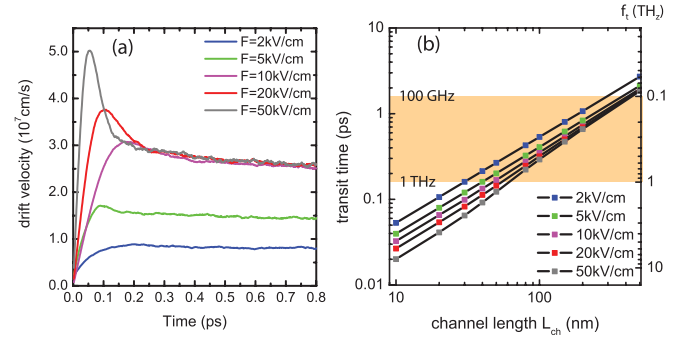 (a)
F=2kV/cm
F=5kV/cm
F=10kV/cm
F=20kV/cm
F=50kV/cm
5.0
4.0
3.0
2.0
1.0
0.0
drift velocity (10⁷cm/s)
0.0 0.1 0.2 0.3 0.4 0.5 0.6 0.7 0.8
Time (ps)
(b)
fₜ (THz)
10
1
0.1
0.01
transit time (ps)
100 GHz
1 THz
2kV/cm
5kV/cm
10kV/cm
20kV/cm
50kV/cm
0.1
1
10
10 100
channel length Lch (nm)